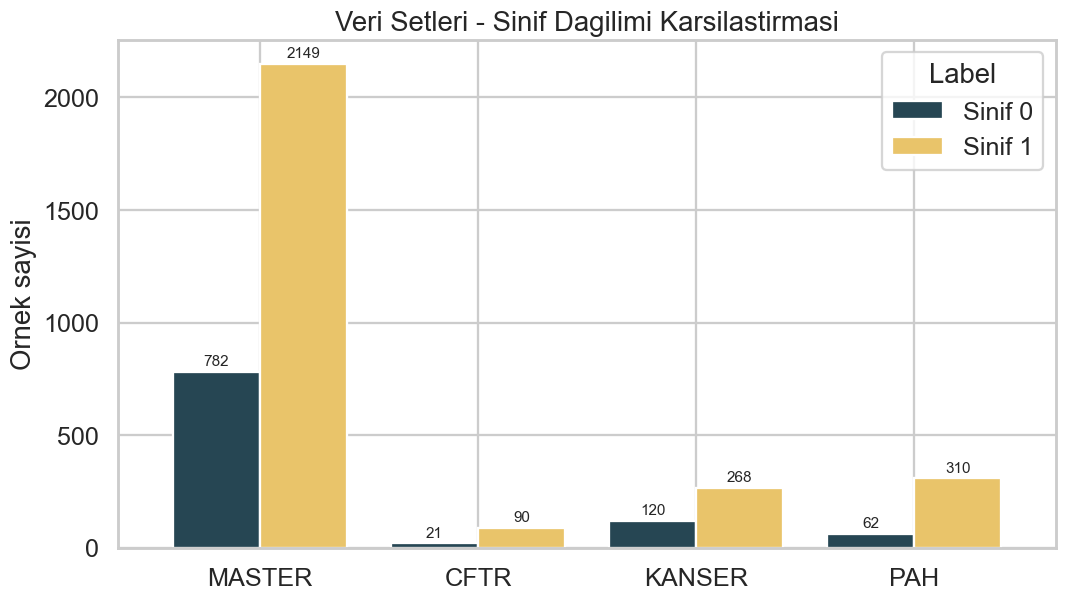 Veri Setleri - Sinif Dagilimi Karsilastirmasi
Label
Sinif 0
Sinif 1
Ornek sayisi
2000
1500
1000
500
0
782
2149
21
90
120
268
62
310
MASTER
CFTR
KANSER
PAH